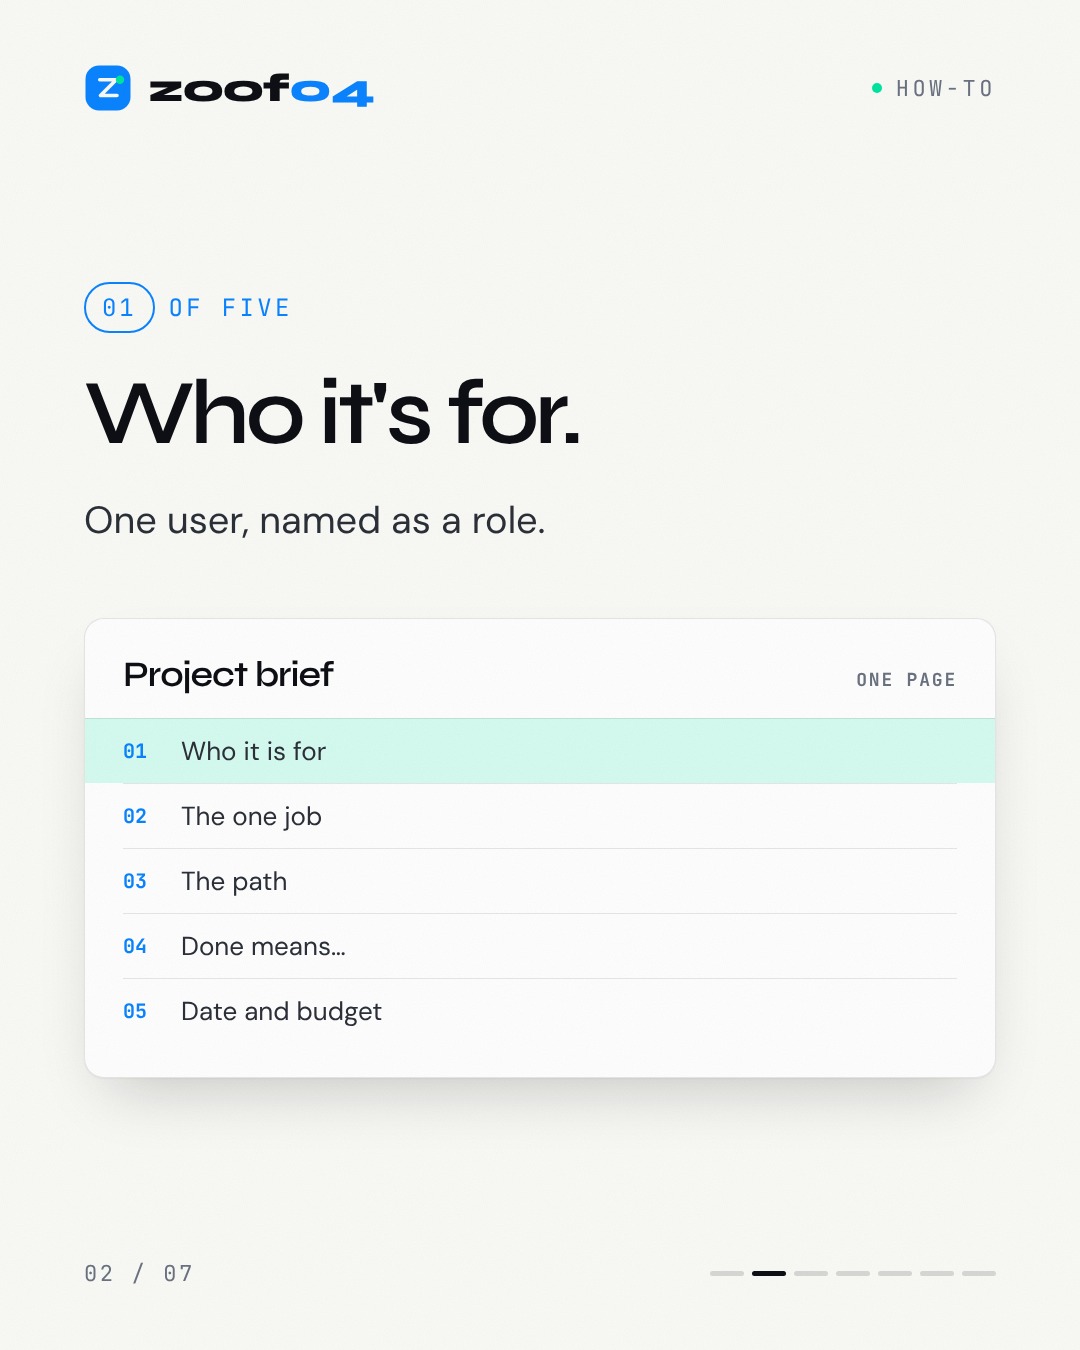 Z zoof04
HOW-TO
01 OF FIVE
Who it's for.
One user, named as a role.
Project brief
ONE PAGE
01 Who it is for
02 The one job
03 The path
04 Done means...
05 Date and budget
02 / 07